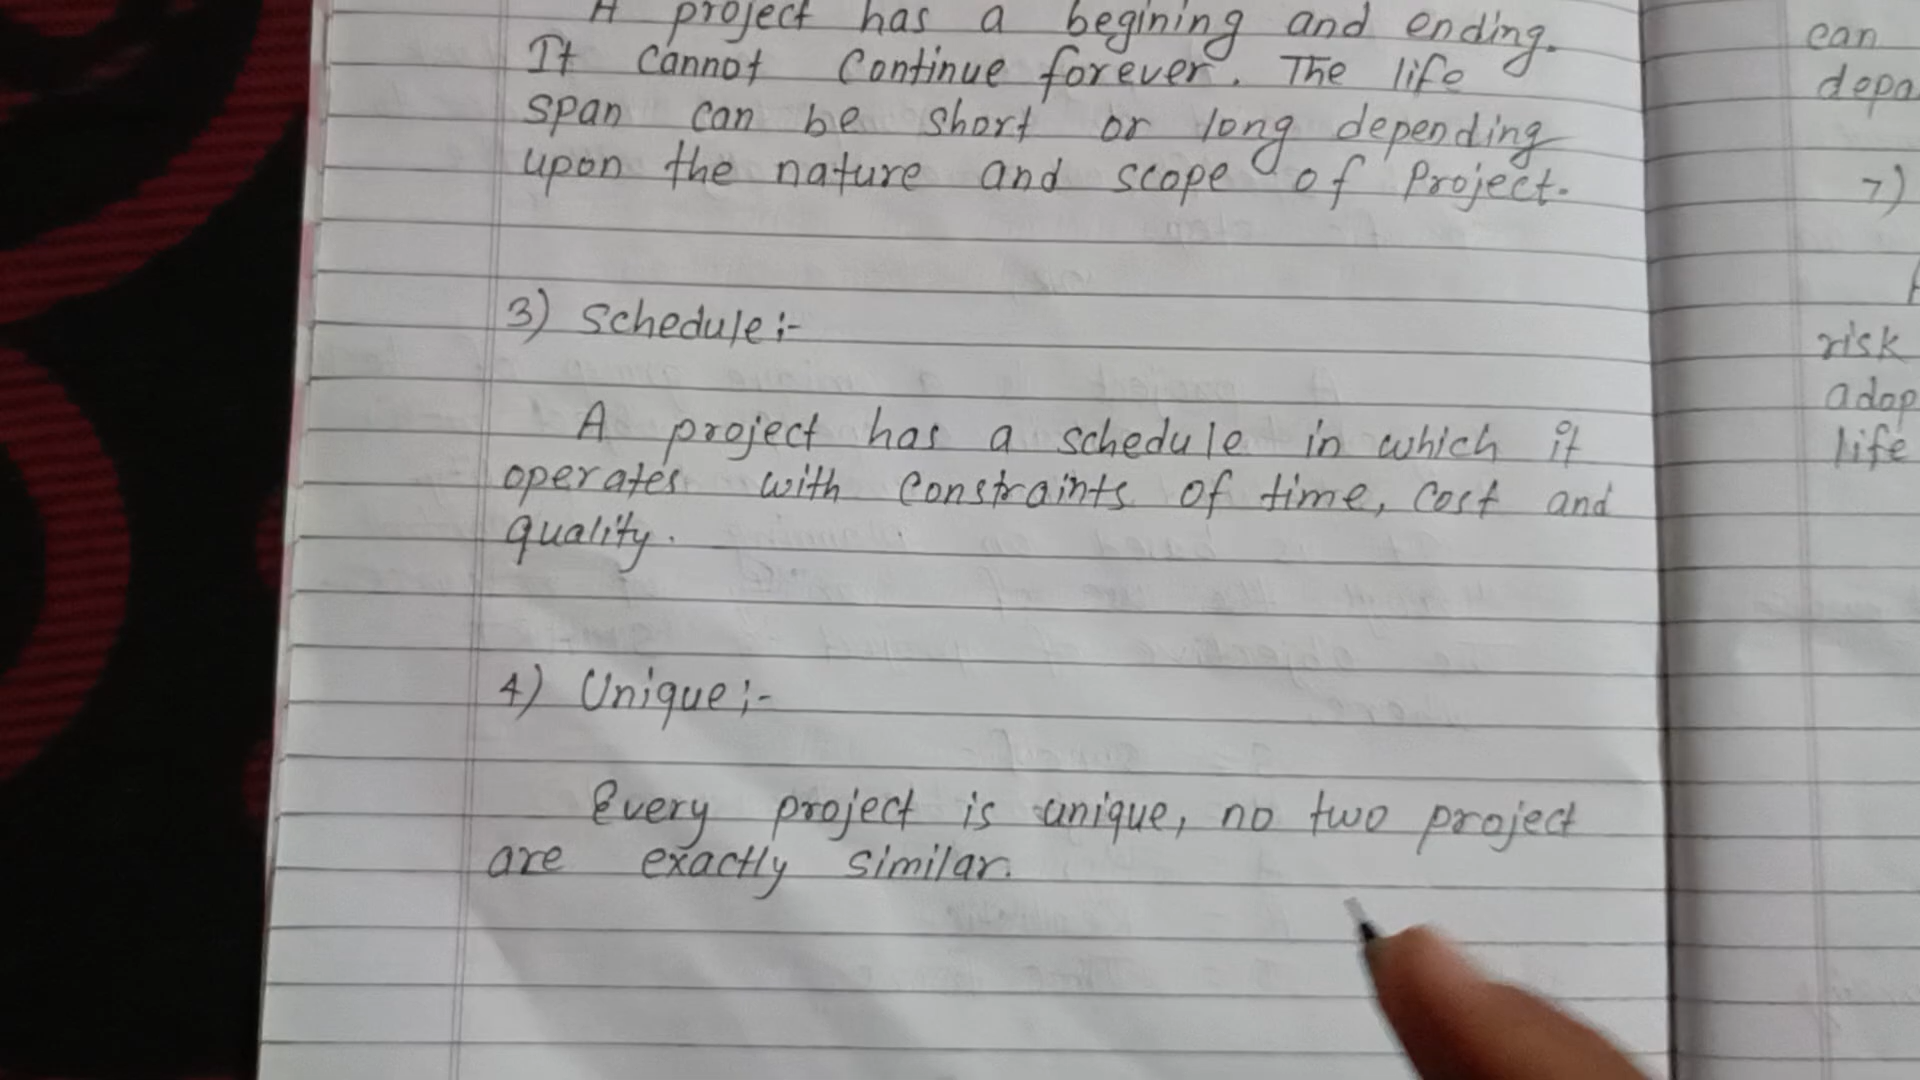 A project has a begining and ending.
It cannot continue forever. The life
span can be short or long depending
upon the nature and scope of Project.
3) Schedule :-
A project has a schedule in which it
operates with constraints of time, cost and
quality.
4) Unique :-
Every project is unique, no two project
are exactly similar.
can
depa
7)
risk
adop
life